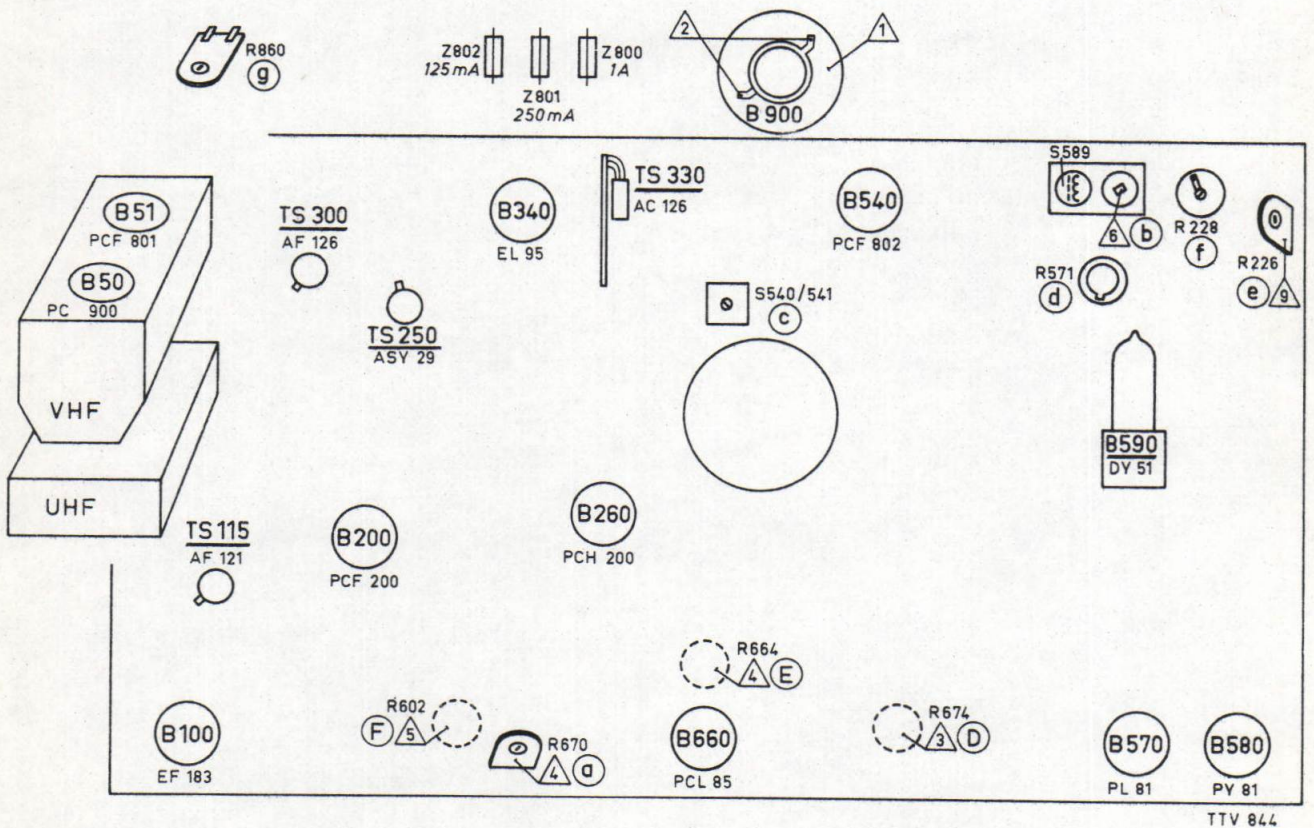 R860
g
Z802
125mA
Z801
250mA
Z800
1A
2
1
B 900
B51
PCF 801
B50
PC 900
VHF
UHF
TS 300
AF 126
TS 250
ASY 29
B340
EL 95
TS 330
AC 126
B540
PCF 802
S589
6
b
R 228
f
R226
e
9
R571
d
S540/541
c
B590
DY 51
TS 115
AF 121
B200
PCF 200
B260
PCH 200
R664
4
E
B100
EF 183
R602
F
5
R670
4
a
B660
PCL 85
R674
3
D
B570
PL 81
B580
PY 81
TTV 844